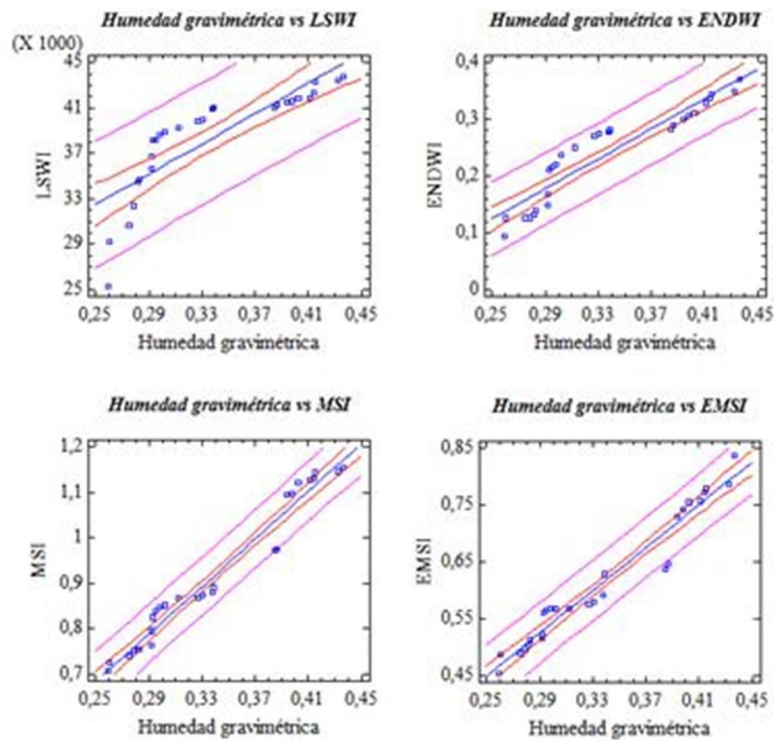 Humedad gravimétrica vs LSWI
(X 1000)
45
41
37
33
29
25
LSWI
0,25 0,29 0,33 0,37 0,41 0,45
Humedad gravimétrica
Humedad gravimétrica vs ENDWI
0,4
0,3
0,2
0,1
0
ENDWI
0,25 0,29 0,33 0,37 0,41 0,45
Humedad gravimétrica
Humedad gravimétrica vs MSI
1,2
1,1
1
0,9
0,8
0,7
MSI
0,25 0,29 0,33 0,37 0,41 0,45
Humedad gravimétrica
Humedad gravimétrica vs EMSI
0,85
0,75
0,65
0,55
0,45
EMSI
0,25 0,29 0,33 0,37 0,41 0,45
Humedad gravimétrica